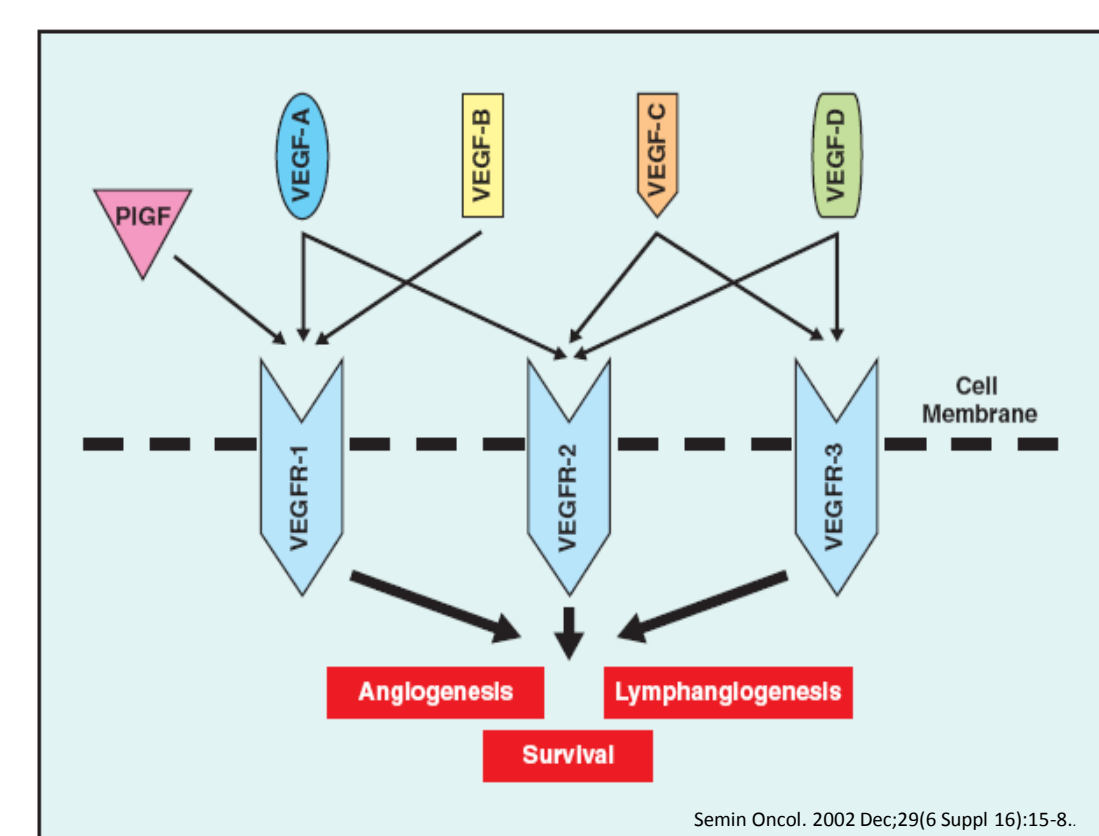 VEGF-A
VEGF-B
VEGF-C
VEGF-D
PIGF
Cell
Membrane
VEGFR-1
VEGFR-2
VEGFR-3
Angiogenesis
Lymphangiogenesis
Survival
Semin Oncol. 2002 Dec;29(6 Suppl 16):15-8..